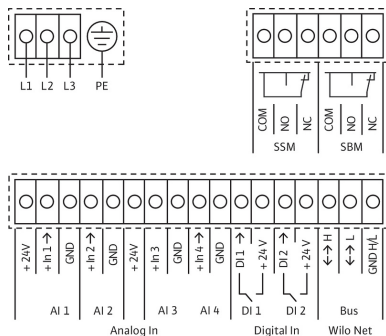 L1 L2 L3 PE
COM NO NC COM NO NC
SSM SBM
+ 24V + In 1 → GND + In 2 → GND + 24V + In 3 GND + In 4 → GND DI 1 → + 24 V DI 2 → + 24 V ↔ H ↔ L GND H/L
AI 1 AI 2 AI 3 AI 4 DI 1 DI 2 Bus
Analog In Digital In Wilo Net